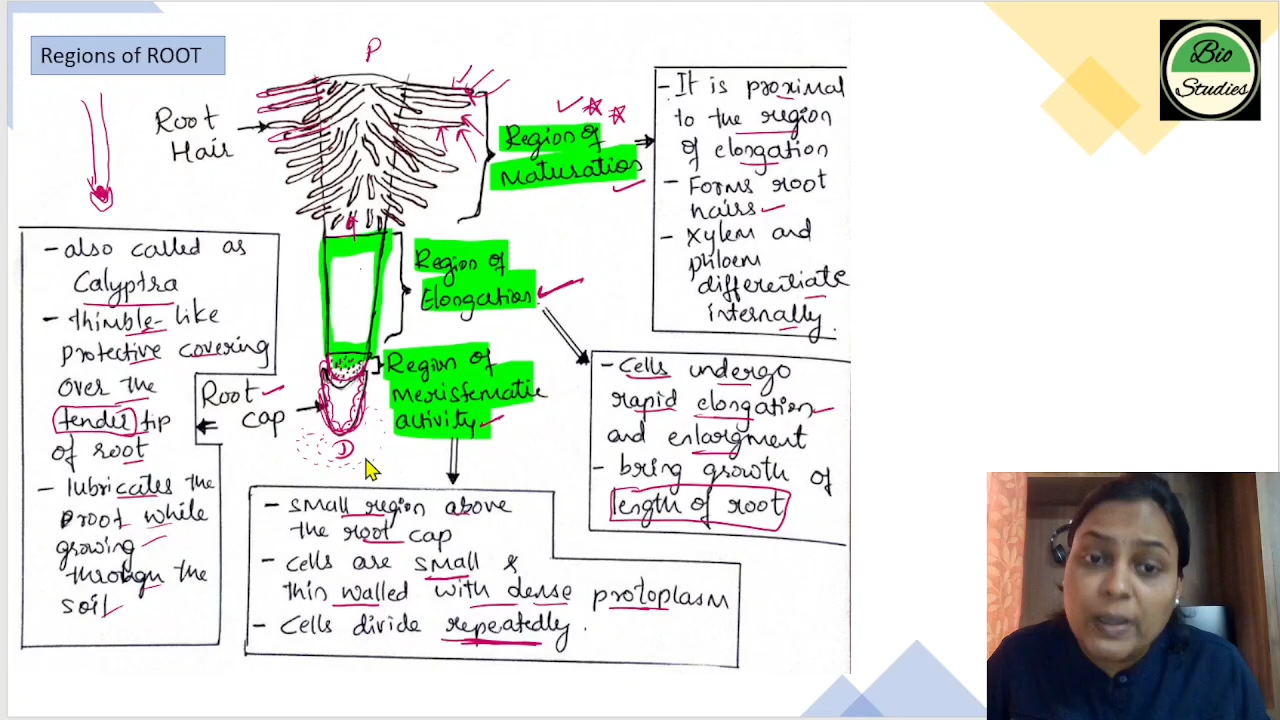 Regions of ROOT
Bio
Studies
P
Root
Hair
Region of
Maturation
- It is proximal
to the region
of elongation
- Forms root
hairs
- Xylem and
phloem
differentiate
internally.
Region of
Elongation
- Cells undergo
rapid elongation
and enlargment
- bring growth of
length of root
Region of
meristematic
activity
- small region above
the root cap
- cells are small &
thin walled with dense protoplasm
- Cells divide repeatedly.
Root
cap
D
- also called as
Calyptra
- thimble-like
protective covering
over the
tender tip
of root
- lubricates the
root while
growing
through the
soil